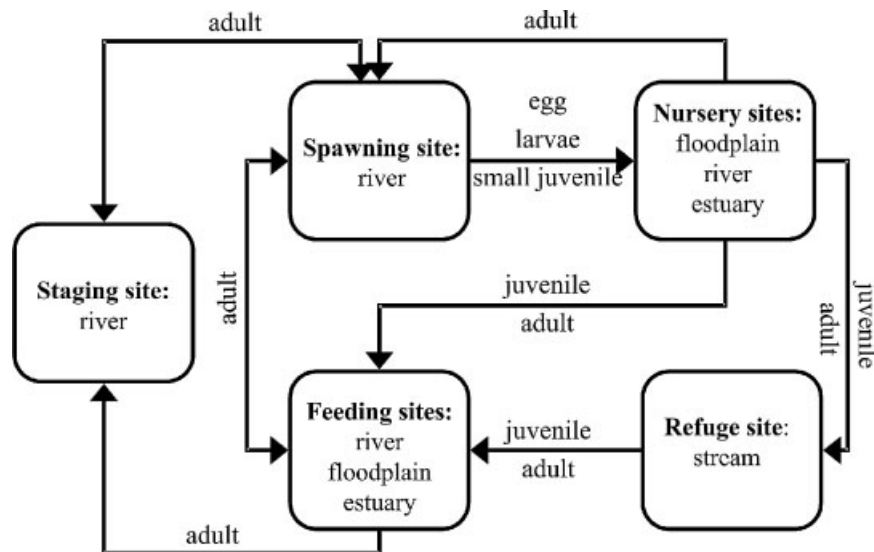 adult
adult
egg
larvae
small juvenile
Spawning site:
river
Nursery sites:
floodplain
river
estuary
Staging site:
river
adult
juvenile
adult
juvenile
adult
Feeding sites:
river
floodplain
estuary
juvenile
adult
Refuge site:
strcam
adult